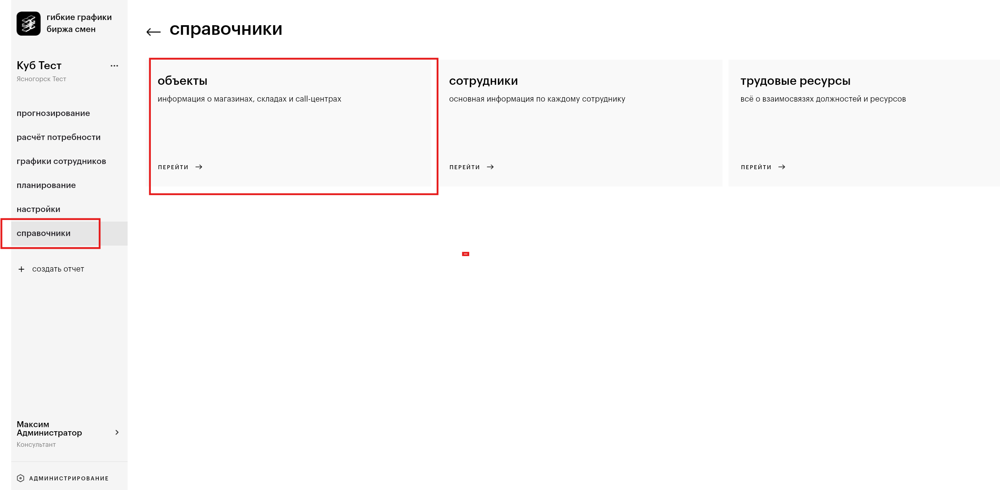 гибкие графики
биржа смен
Куб Тест
Ясногорск Тест
прогнозирование
расчёт потребности
графики сотрудников
планирование
настройки
справочники
создать отчет
Максим
Администратор
Консультант
АДМИНИСТРИРОВАНИЕ
справочники
объекты
информация о магазинах, складах и call-центрах
ПЕРЕЙТИ
сотрудники
основная информация по каждому сотруднику
ПЕРЕЙТИ
трудовые ресурсы
всё о взаимосвязях должностей и ресурсов
ПЕРЕЙТИ